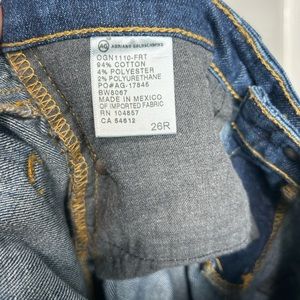 AG ADRIANO GOLDSCHMIED
OGN1110-FRT
94% COTTON
4% POLYESTER
2% POLYURETHANE
PO#AG-17845
BW8067
MADE IN MEXICO
OF IMPORTED FABRIC
RN 104857
CA 54612
26R